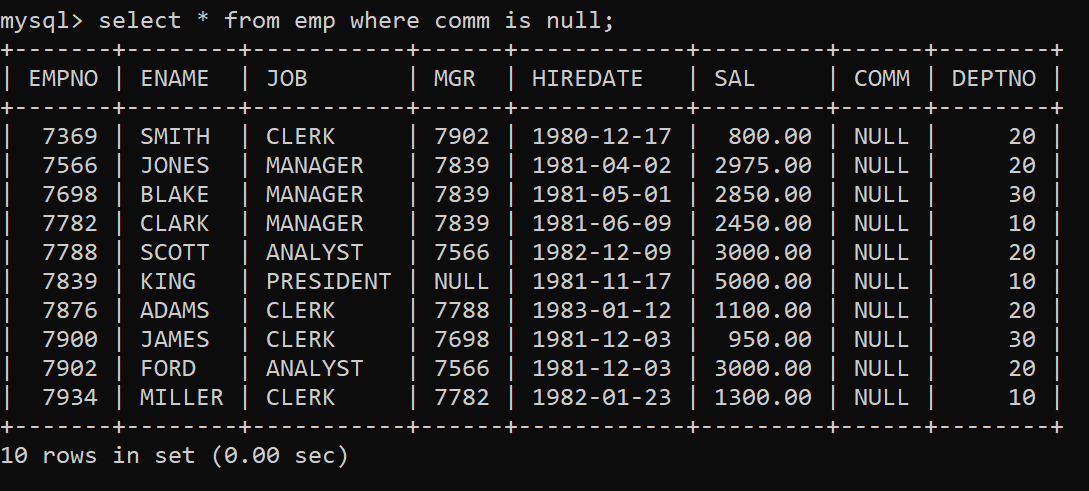 mysql> select * from emp where comm is null;
+-------+--------+-----------+------+------------+---------+------+--------+
| EMPNO | ENAME  | JOB       | MGR  | HIREDATE   | SAL     | COMM | DEPTNO |
+-------+--------+-----------+------+------------+---------+------+--------+
|  7369 | SMITH  | CLERK     | 7902 | 1980-12-17 |  800.00 | NULL |     20 |
|  7566 | JONES  | MANAGER   | 7839 | 1981-04-02 | 2975.00 | NULL |     20 |
|  7698 | BLAKE  | MANAGER   | 7839 | 1981-05-01 | 2850.00 | NULL |     30 |
|  7782 | CLARK  | MANAGER   | 7839 | 1981-06-09 | 2450.00 | NULL |     10 |
|  7788 | SCOTT  | ANALYST   | 7566 | 1982-12-09 | 3000.00 | NULL |     20 |
|  7839 | KING   | PRESIDENT | NULL | 1981-11-17 | 5000.00 | NULL |     10 |
|  7876 | ADAMS  | CLERK     | 7788 | 1983-01-12 | 1100.00 | NULL |     20 |
|  7900 | JAMES  | CLERK     | 7698 | 1981-12-03 |  950.00 | NULL |     30 |
|  7902 | FORD   | ANALYST   | 7566 | 1981-12-03 | 3000.00 | NULL |     20 |
|  7934 | MILLER | CLERK     | 7782 | 1982-01-23 | 1300.00 | NULL |     10 |
+-------+--------+-----------+------+------------+---------+------+--------+
10 rows in set (0.00 sec)